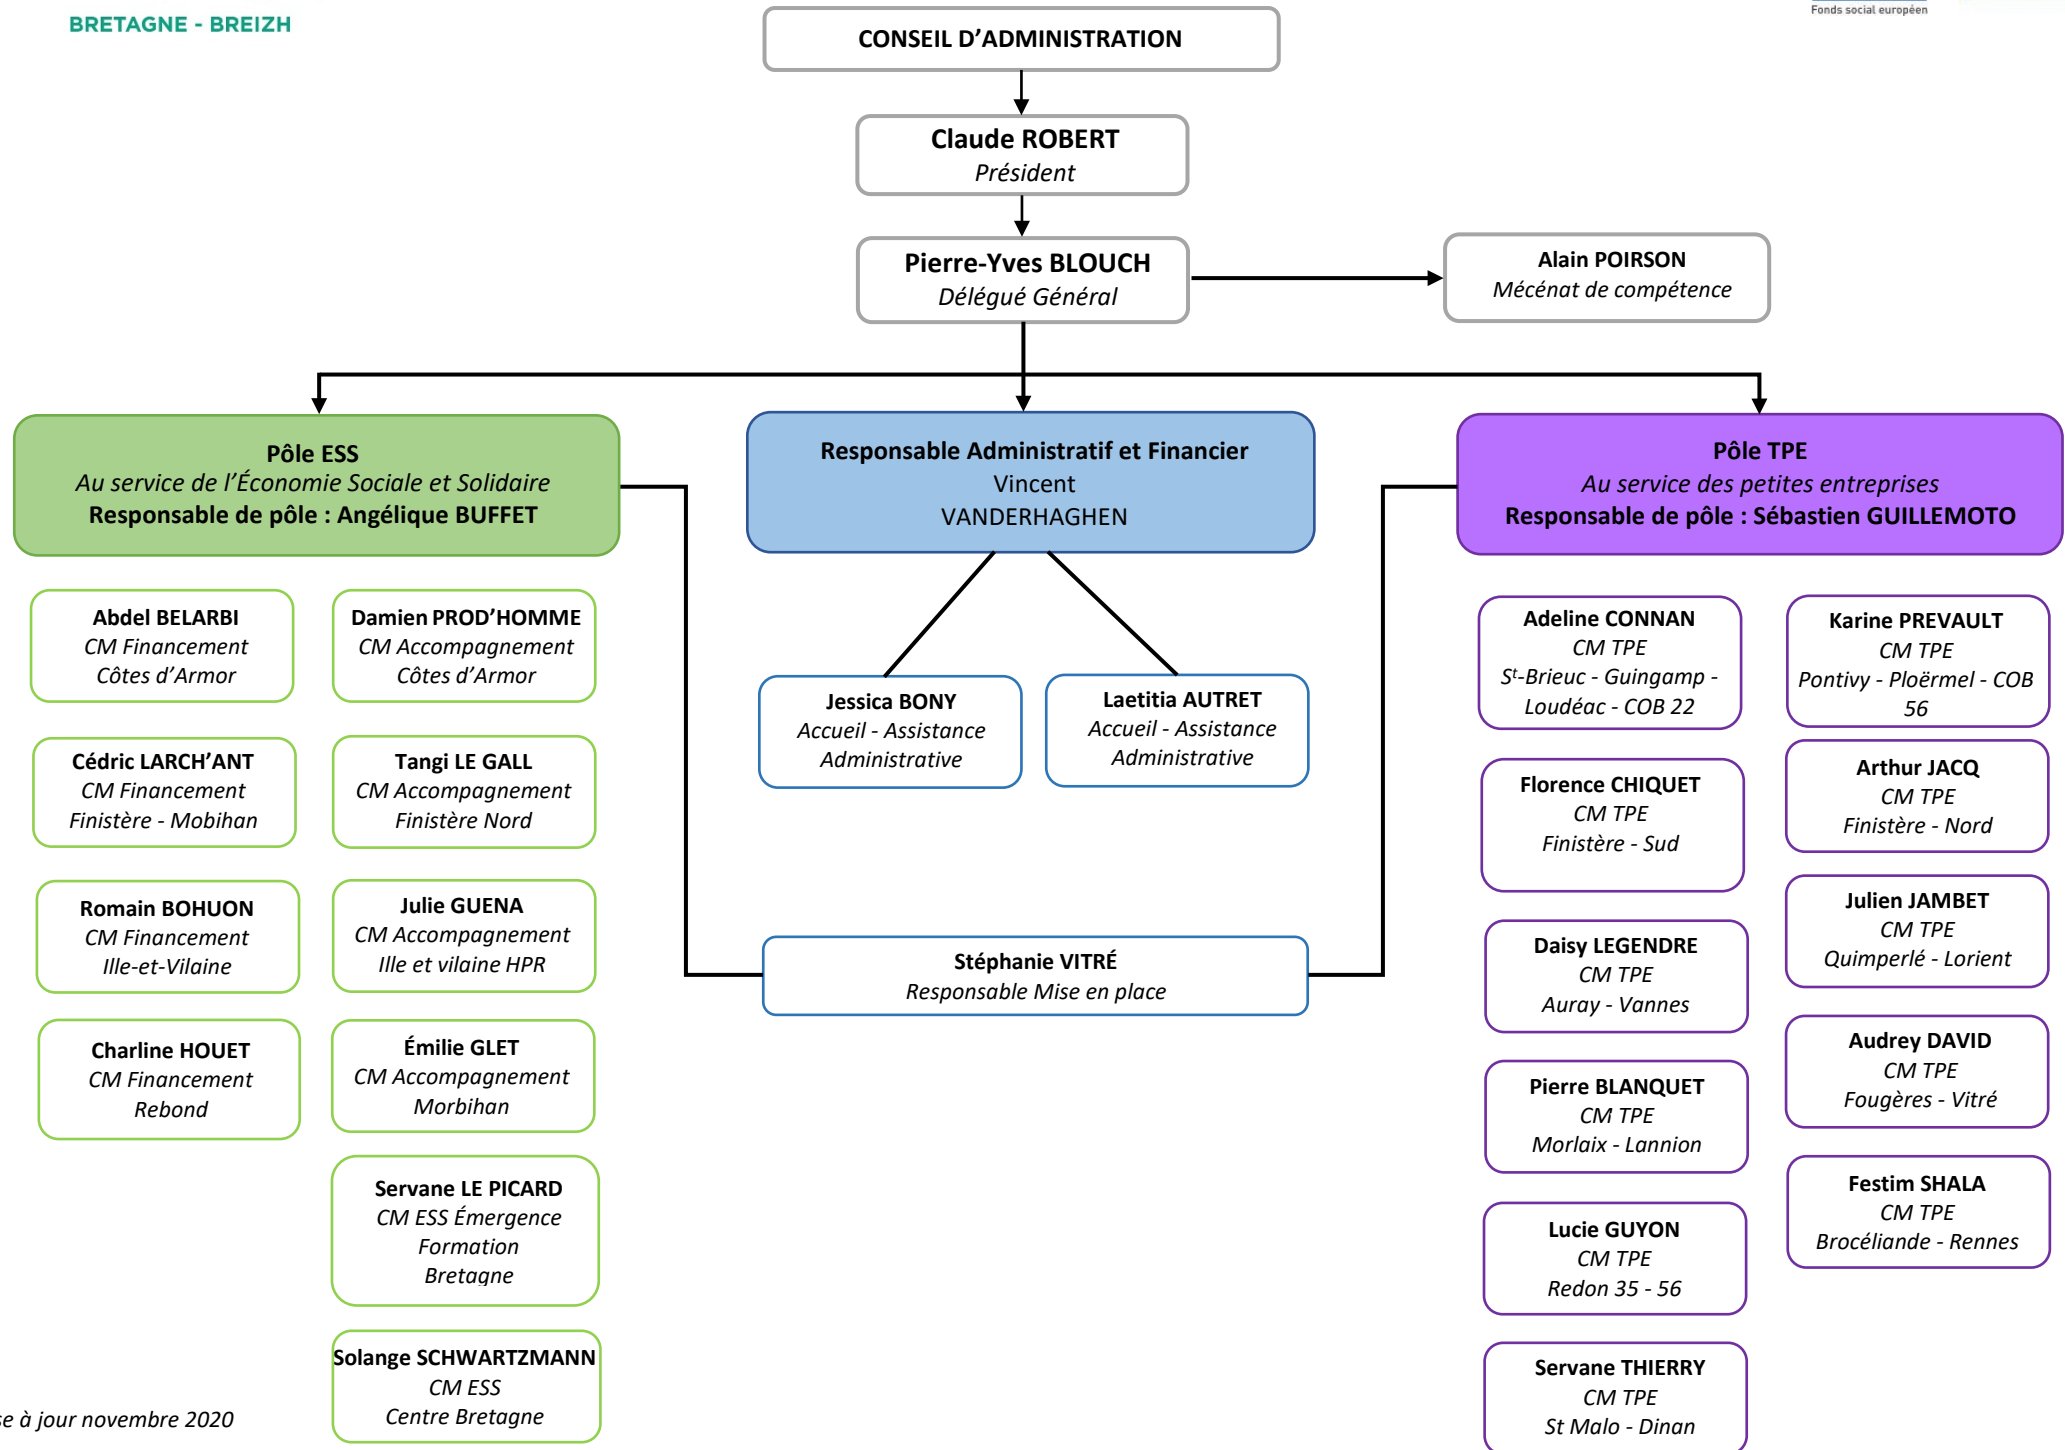 BRETAGNE - BREIZH
Fonds social européen
CONSEIL D'ADMINISTRATION
Claude ROBERT
Président
Pierre-Yves BLOUCH
Délégué Général
Alain POIRSON
Mécénat de compétence
Pôle ESS
Au service de l'Économie Sociale et Solidaire
Responsable de pôle : Angélique BUFFET
Responsable Administratif et Financier
Vincent
VANDERHAGHEN
Pôle TPE
Au service des petites entreprises
Responsable de pôle : Sébastien GUILLEMOTO
Abdel BELARBI
CM Financement
Côtes d'Armor
Cédric LARCH'ANT
CM Financement
Finistère - Mobihan
Romain BOHUON
CM Financement
Ille-et-Vilaine
Charline HOUET
CM Financement
Rebond
Damien PROD'HOMME
CM Accompagnement
Côtes d'Armor
Tangi LE GALL
CM Accompagnement
Finistère Nord
Julie GUENA
CM Accompagnement
Ille et vilaine HPR
Émilie GLET
CM Accompagnement
Morbihan
Servane LE PICARD
CM ESS Émergence
Formation
Bretagne
Solange SCHWARTZMANN
CM ESS
Centre Bretagne
Jessica BONY
Accueil - Assistance
Administrative
Laetitia AUTRET
Accueil - Assistance
Administrative
Stéphanie VITRÉ
Responsable Mise en place
Adeline CONNAN
CM TPE
St-Brieuc - Guingamp -
Loudéac - COB 22
Florence CHIQUET
CM TPE
Finistère - Sud
Daisy LEGENDRE
CM TPE
Auray - Vannes
Pierre BLANQUET
CM TPE
Morlaix - Lannion
Lucie GUYON
CM TPE
Redon 35 - 56
Servane THIERRY
CM TPE
St Malo - Dinan
Karine PREVAULT
CM TPE
Pontivy - Ploërmel - COB
56
Arthur JACQ
CM TPE
Finistère - Nord
Julien JAMBET
CM TPE
Quimperlé - Lorient
Audrey DAVID
CM TPE
Fougères - Vitré
Festim SHALA
CM TPE
Brocéliande - Rennes
se à jour novembre 2020